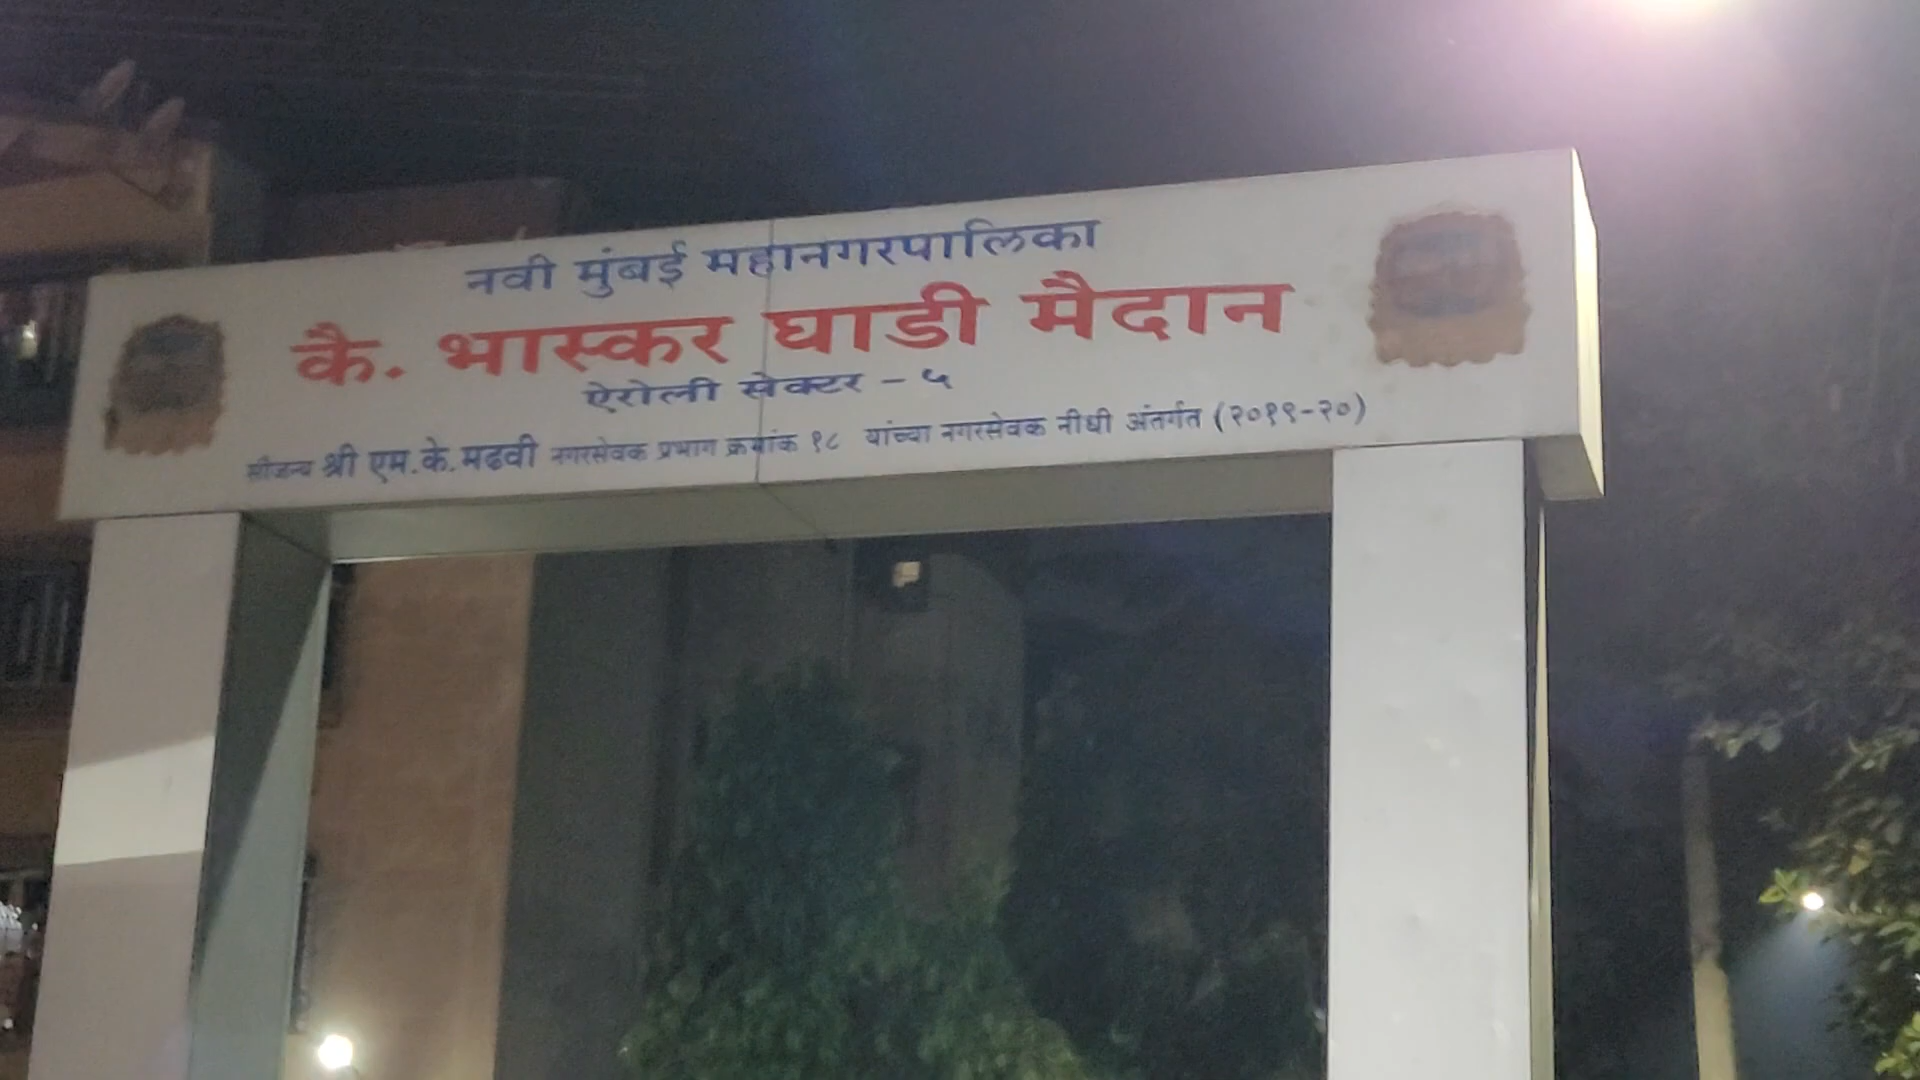 नवी मुंबई महानगरपालिका
कै. भास्कर घाडी मैदान
ऐरोली सेक्टर - ५
सौजन्य श्री एम.के.मढवी नगरसेवक प्रभाग क्रमांक १८ यांच्या नगरसेवक नीधी अंतर्गत (२०१९-२०)